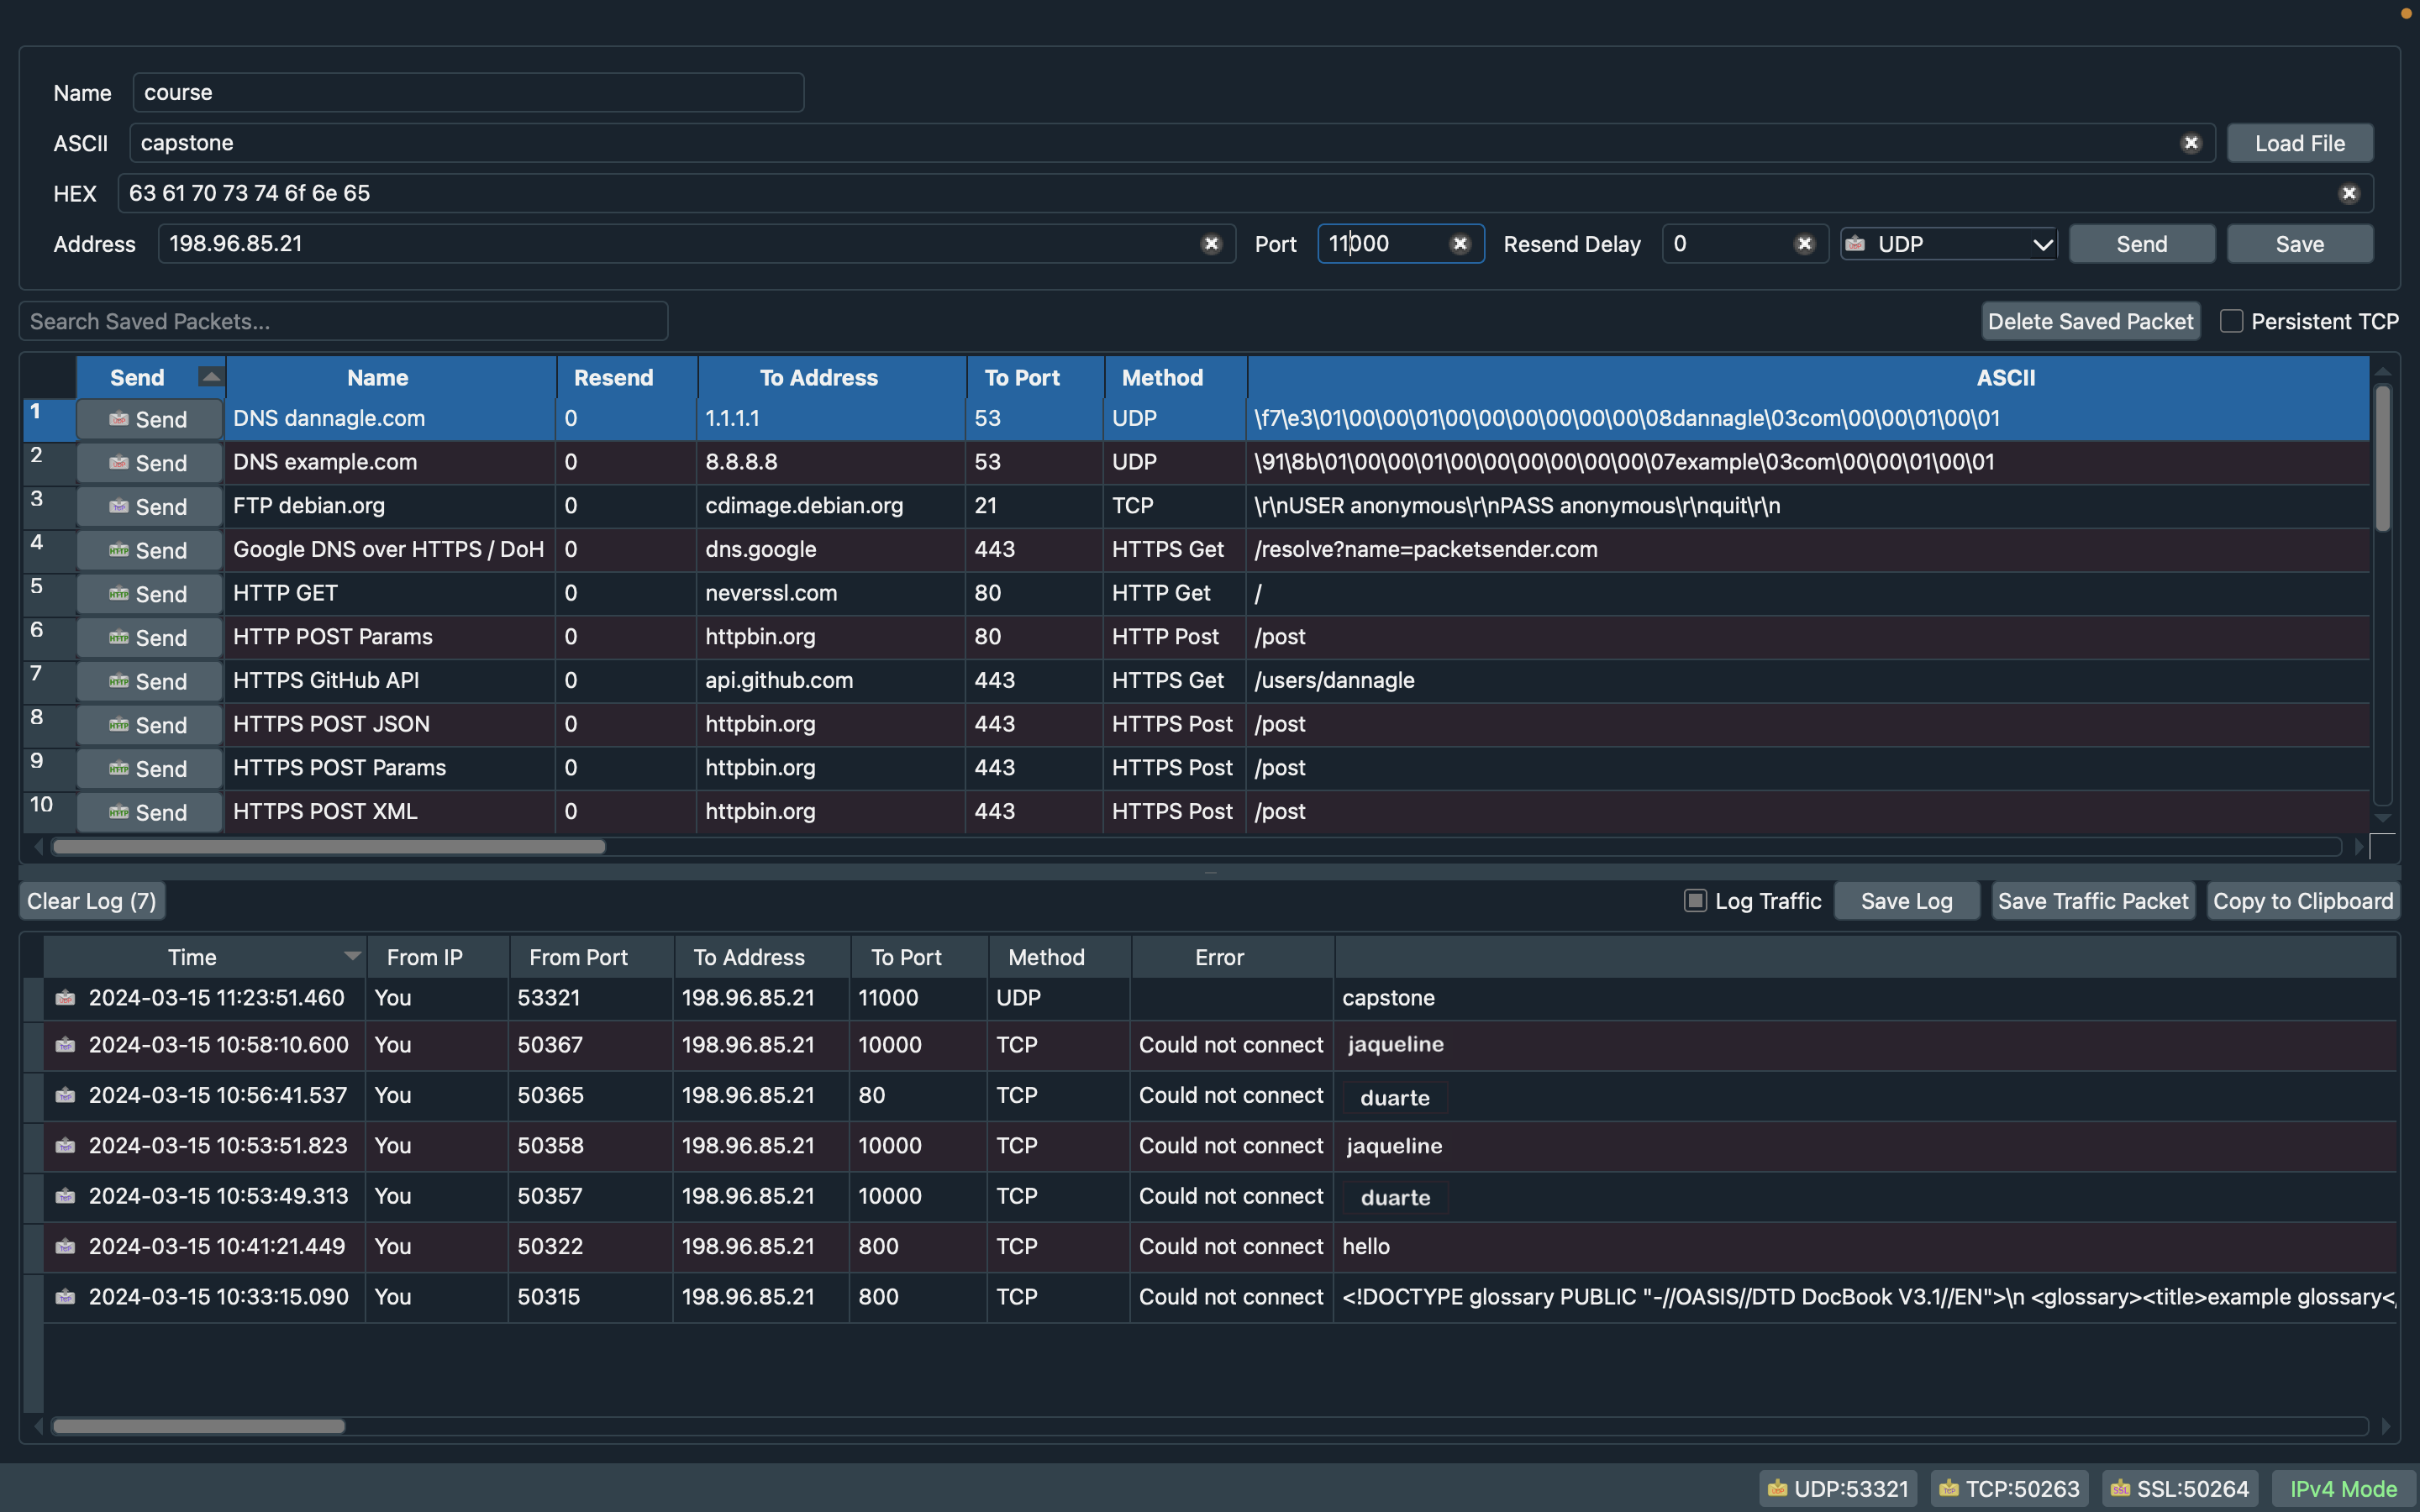 Name course
ASCII capstone Load File
HEX 63 61 70 73 74 6f 6e 65
Address 198.96.85.21 Port 11000 Resend Delay 0 UDP Send Save
Search Saved Packets... Delete Saved Packet Persistent TCP
Send Name Resend To Address To Port Method ASCII
1 Send DNS dannagle.com 0 1.1.1.1 53 UDP \f7\e3\01\00\00\01\00\00\00\00\00\00\08dannagle\03com\00\00\01\00\01
2 Send DNS example.com 0 8.8.8.8 53 UDP \91\8b\01\00\00\01\00\00\00\00\00\00\07example\03com\00\00\01\00\01
3 Send FTP debian.org 0 cdimage.debian.org 21 TCP \r\nUSER anonymous\r\nPASS anonymous\r\nquit\r\n
4 Send Google DNS over HTTPS / DoH 0 dns.google 443 HTTPS Get /resolve?name=packetsender.com
5 Send HTTP GET 0 neverssl.com 80 HTTP Get /
6 Send HTTP POST Params 0 httpbin.org 80 HTTP Post /post
7 Send HTTPS GitHub API 0 api.github.com 443 HTTPS Get /users/dannagle
8 Send HTTPS POST JSON 0 httpbin.org 443 HTTPS Post /post
9 Send HTTPS POST Params 0 httpbin.org 443 HTTPS Post /post
10 Send HTTPS POST XML 0 httpbin.org 443 HTTPS Post /post
Clear Log (7) Log Traffic Save Log Save Traffic Packet Copy to Clipboard
Time From IP From Port To Address To Port Method Error
2024-03-15 11:23:51.460 You 53321 198.96.85.21 11000 UDP capstone
2024-03-15 10:58:10.600 You 50367 198.96.85.21 10000 TCP Could not connect jaqueline
2024-03-15 10:56:41.537 You 50365 198.96.85.21 80 TCP Could not connect duarte
2024-03-15 10:53:51.823 You 50358 198.96.85.21 10000 TCP Could not connect jaqueline
2024-03-15 10:53:49.313 You 50357 198.96.85.21 10000 TCP Could not connect duarte
2024-03-15 10:41:21.449 You 50322 198.96.85.21 800 TCP Could not connect hello
2024-03-15 10:33:15.090 You 50315 198.96.85.21 800 TCP Could not connect <!DOCTYPE glossary PUBLIC "-//OASIS//DTD DocBook V3.1//EN">\n <glossary><title>example glossary<
UDP:53321 TCP:50263 SSL:50264 IPv4 Mode